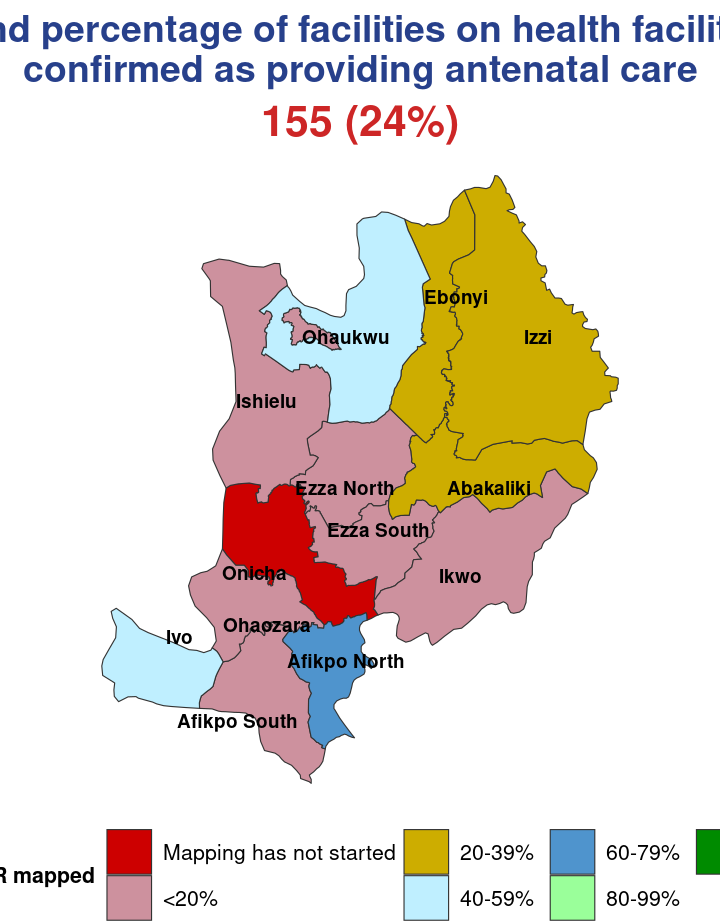 nd percentage of facilities on health facilit
confirmed as providing antenatal care
155 (24%)
Ebonyi
Ohaukwu
Izzi
Ishielu
Ezza North
Abakaliki
Ezza South
Onicha
Ikwo
Ohaozara
Ivo
Afikpo North
Afikpo South
R mapped
Mapping has not started
20-39%
60-79%
<20%
40-59%
80-99%